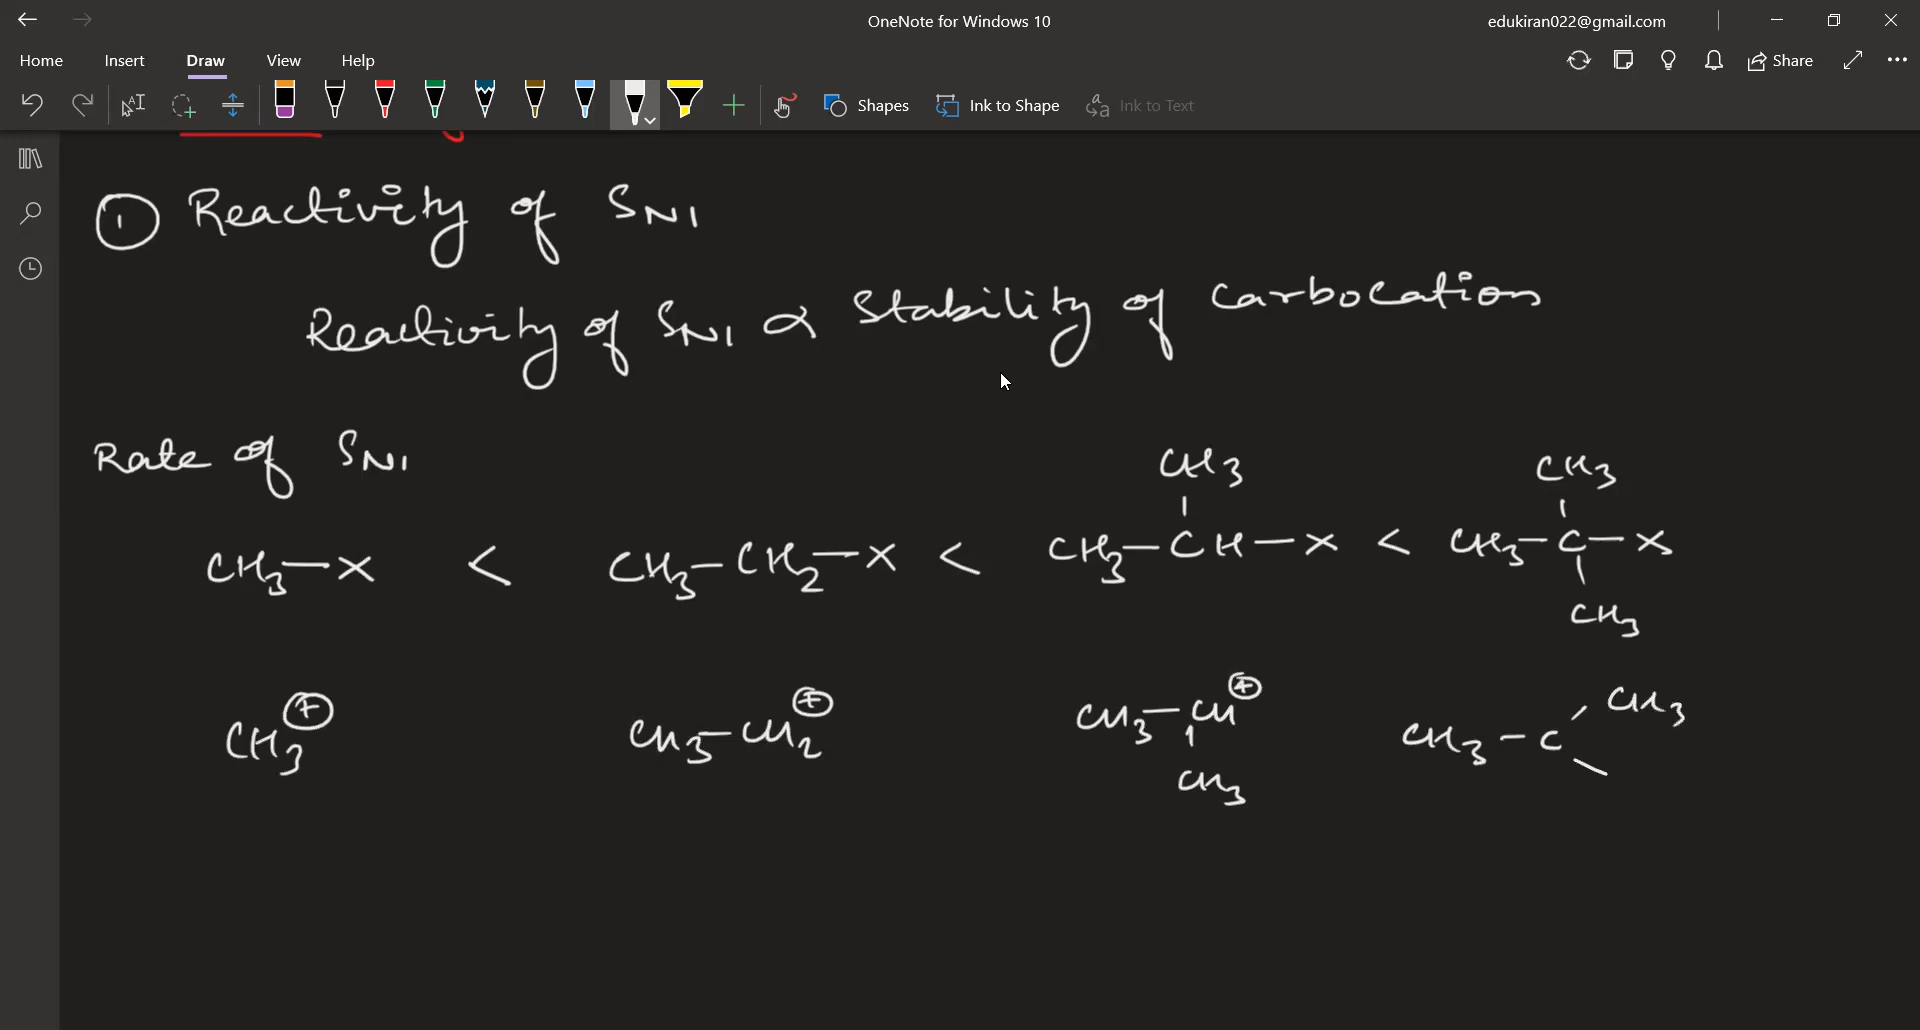 OneNote for Windows 10
edukiran022@gmail.com
Home Insert Draw View Help
Share
Shapes Ink to Shape Ink to Text
① Reactivity of SN1
Reactivity of SN1 ∝ Stability of carbocation
Rate of SN1
CH3 CH3
CH3—X < CH3—CH2—X < CH3—CH—X < CH3—C—X
CH3
CH3⊕ CH3—CH2⊕ CH3—CH⊕ CH3—C CH3
CH3